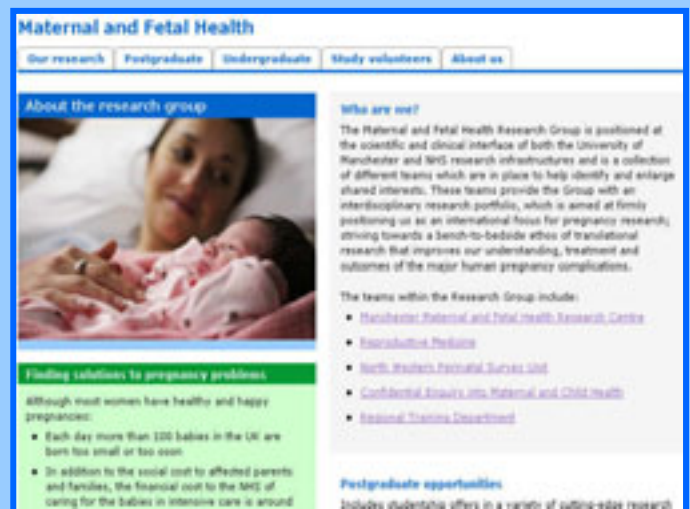 Maternal and Fetal Health
Our research
Postgraduate
Undergraduate
Study volunteers
About us
About the research group
Finding solutions to pregnancy problems
Although most women have healthy and happy
pregnancies:
Each day more than 100 babies in the UK are
born too small or too soon
In addition to the social cost to affected parents
and families, the financial cost to the NHS of
caring for the babies in intensive care is around
Who are we?
The Maternal and Fetal Health Research Group is positioned at
the scientific and clinical interface of both the University of
Manchester and NHS research infrastructures and is a collection
of different teams which are in place to help identify and enlarge
shared interests. These teams provide the Group with an
interdisciplinary research portfolio, which is aimed at firmly
positioning us as an international focus for pregnancy research;
striving towards a bench-to-bedside ethos of translational
research that improves our understanding, treatment and
outcomes of the major human pregnancy complications.
The teams within the Research Group include:
Manchester Maternal and Fetal Health Research Centre
Reproductive Medicine
North Western Perinatal Survey Unit
Confidential Enquiry into Maternal and Child Health
Regional Training Department
Postgraduate opportunities
Includes studentship offers in a variety of cutting-edge research